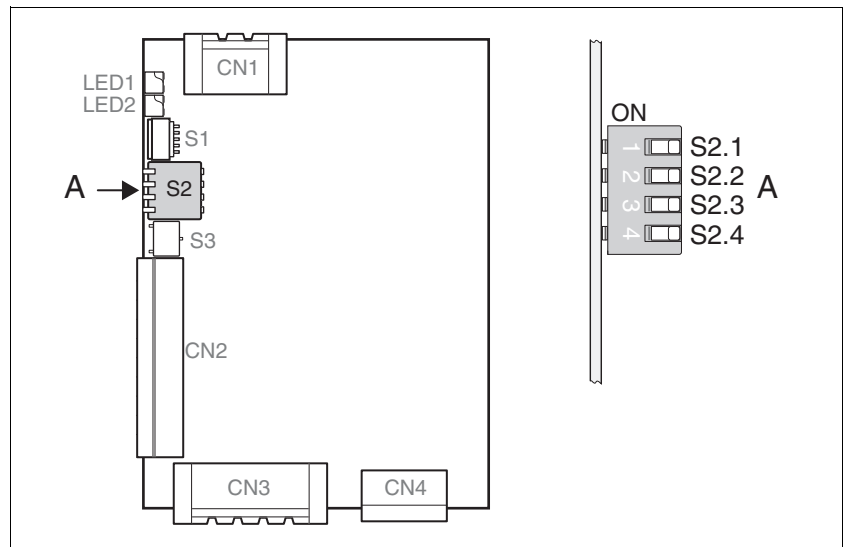 CN1
LED1
LED2
S1
A
S2
S3
CN2
CN3
CN4
ON
1
S2.1
2
S2.2
A
3
S2.3
4
S2.4